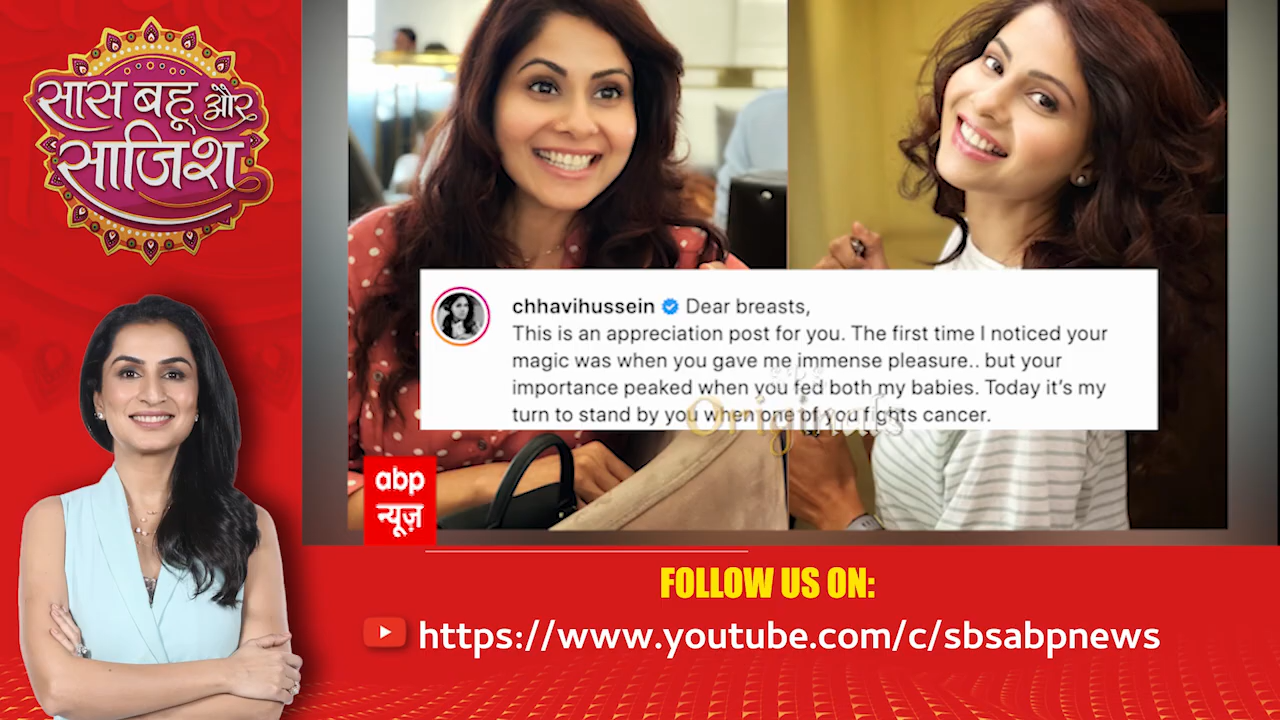 सास बहू और
साजिश
chhavihussein Dear breasts,
This is an appreciation post for you. The first time I noticed your
magic was when you gave me immense pleasure.. but your
importance peaked when you fed both my babies. Today it's my
turn to stand by you when one of you fights cancer.
Originals
abp
न्यूज़
FOLLOW US ON:
https://www.youtube.com/c/sbsabpnews